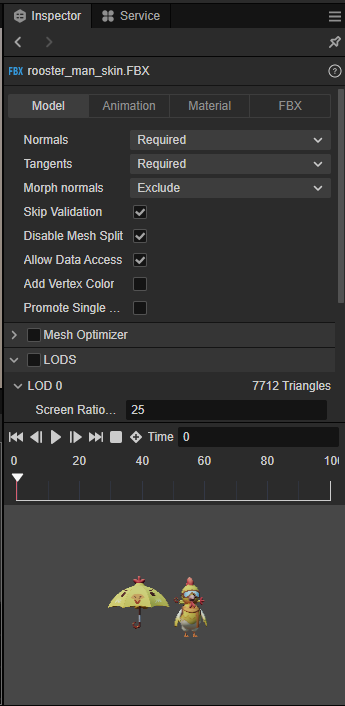 Inspector Service
FBX rooster_man_skin.FBX ?
Model Animation Material FBX
Normals Required
Tangents Required
Morph normals Exclude
Skip Validation
Disable Mesh Split
Allow Data Access
Add Vertex Color
Promote Single ...
Mesh Optimizer
LODS
LOD 0 7712 Triangles
Screen Ratio... 25
Time 0
0 20 40 60 80 10